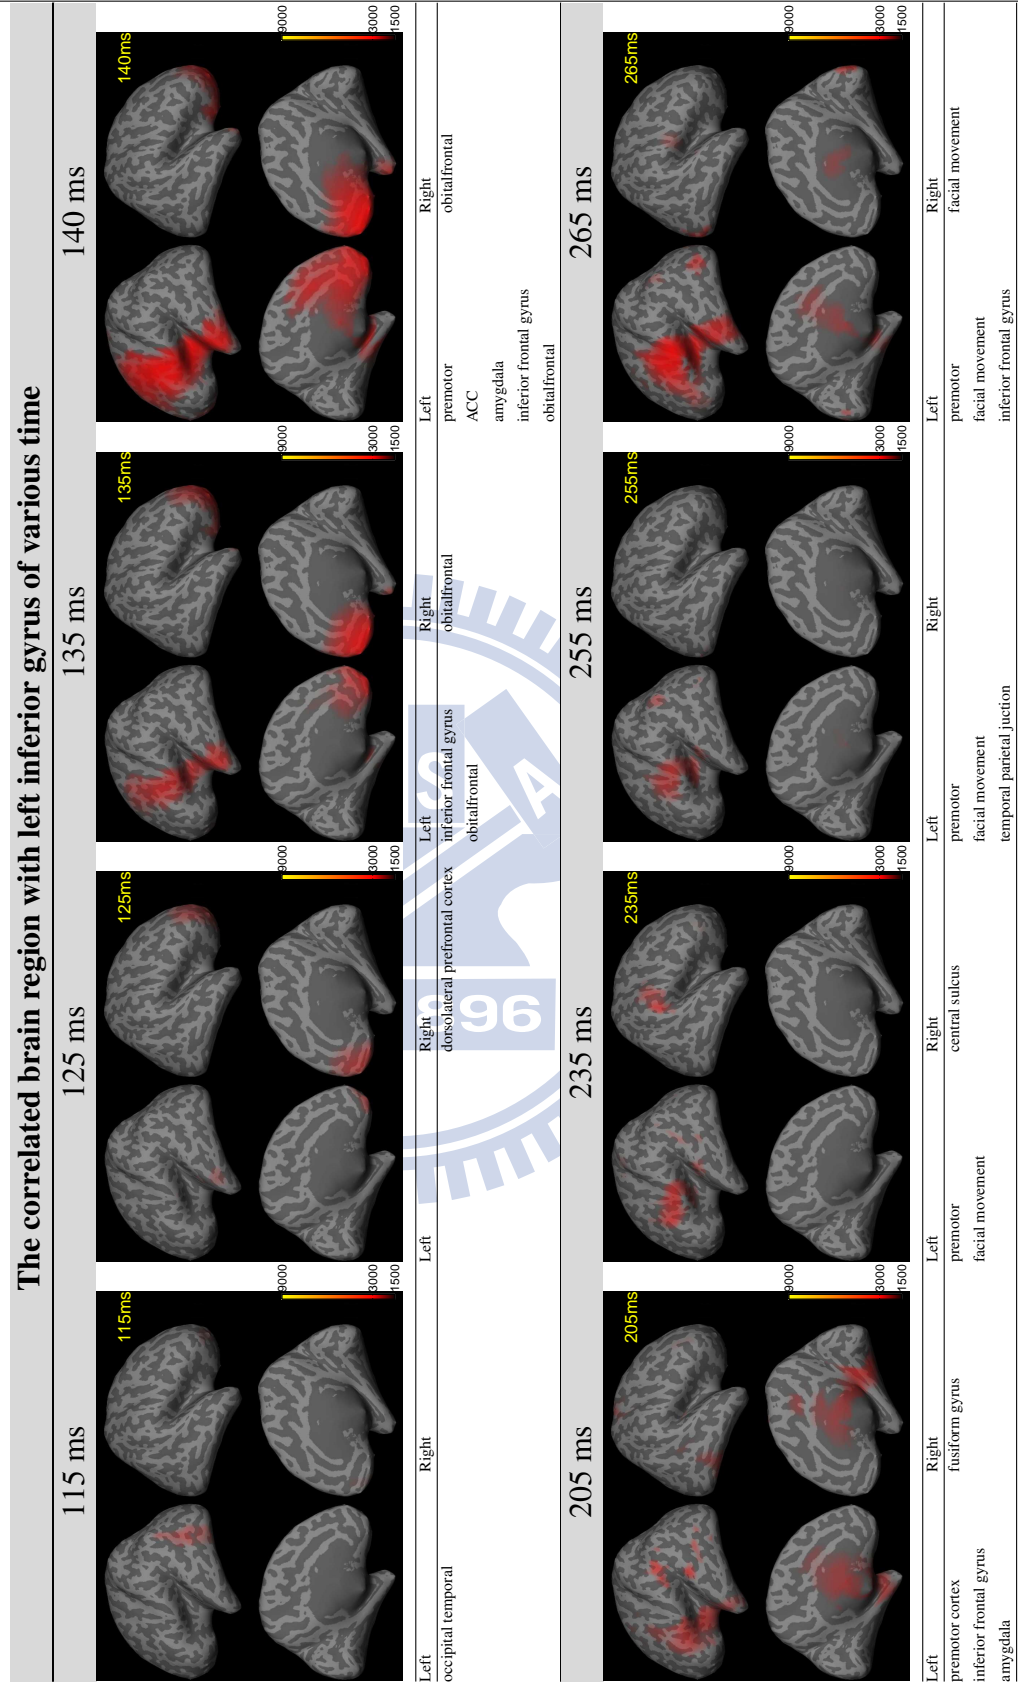 The correlated brain region with left inferior gyrus of various time
115 ms
125 ms
135 ms
140 ms
115ms
9000
3000
1500
125ms
9000
3000
1500
135ms
9000
3000
1500
140ms
9000
3000
1500
Left
Right
occipital temporal
Left
Right
dorsolateral prefrontal cortex
Left
Right
inferior frontal gyrus
obitalfrontal
obitalfrontal
Left
Right
premotor
obitalfrontal
ACC
amygdala
inferior frontal gyrus
obitalfrontal
205 ms
235 ms
255 ms
265 ms
205ms
9000
3000
1500
235ms
9000
3000
1500
255ms
9000
3000
1500
265ms
9000
3000
1500
Left
Right
premotor cortex
fusiform gyrus
inferior frontal gyrus
amygdala
Left
Right
premotor
central sulcus
facial movement
Left
Right
premotor
facial movement
temporal parietal juction
Left
Right
premotor
facial movement
facial movement
inferior frontal gyrus
S
A
896